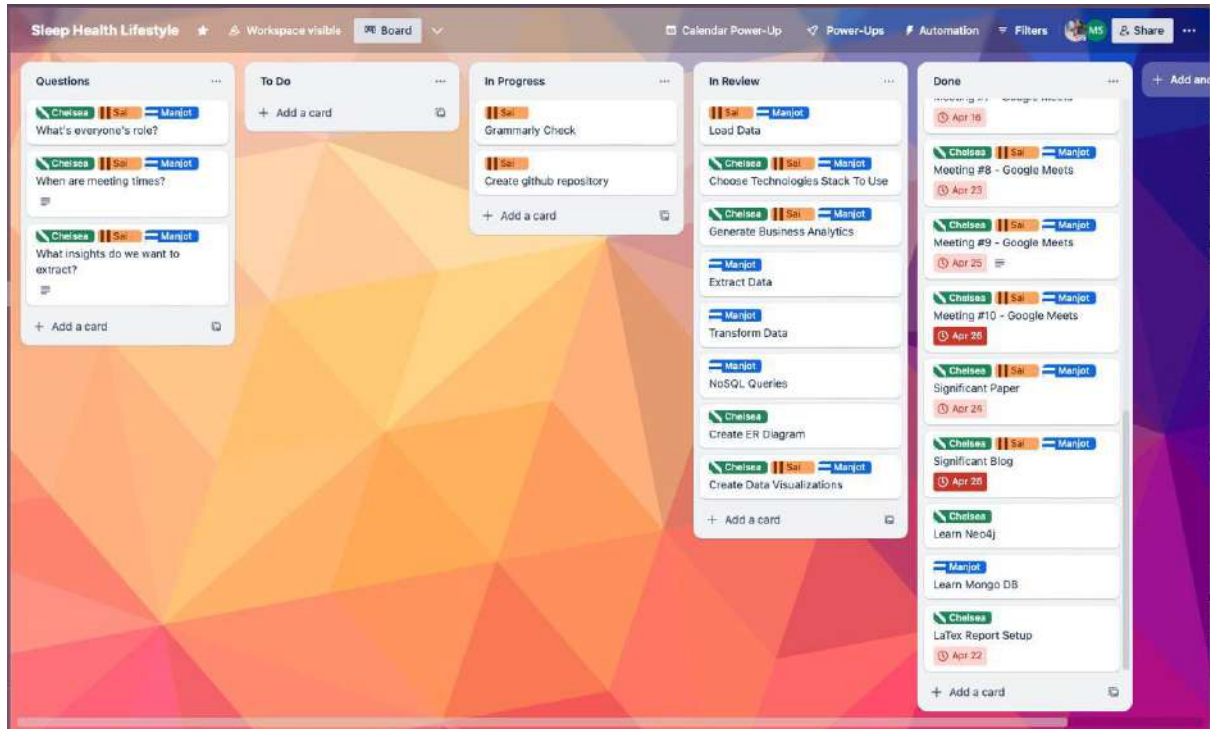 Sleep Health Lifestyle
Workspace visible
Board
Calendar Power-Up
Power-Ups
Automation
Filters
MS
Share
Questions
Chelsea Sai Manjot
What's everyone's role?
Chelsea Sai Manjot
When are meeting times?
Chelsea Sai Manjot
What insights do we want to
extract?
+ Add a card
To Do
+ Add a card
In Progress
Sai
Grammarly Check
Sai
Create github repository
+ Add a card
In Review
Sai Manjot
Load Data
Chelsea Sai Manjot
Choose Technologies Stack To Use
Chelsea Sai Manjot
Generate Business Analytics
Manjot
Extract Data
Manjot
Transform Data
Manjot
NoSQL Queries
Chelsea
Create ER Diagram
Chelsea Sai Manjot
Create Data Visualizations
+ Add a card
Done
Apr 16
Chelsea Sai Manjot
Meeting #8 - Google Meets
Apr 23
Chelsea Sai Manjot
Meeting #9 - Google Meets
Apr 25
Chelsea Sai Manjot
Meeting #10 - Google Meets
Apr 26
Chelsea Sai Manjot
Significant Paper
Apr 24
Chelsea Sai Manjot
Significant Blog
Chelsea
Learn Neo4j
Manjot
Learn Mongo DB
Chelsea
LaTex Report Setup
Apr 22
+ Add a card
+ Add